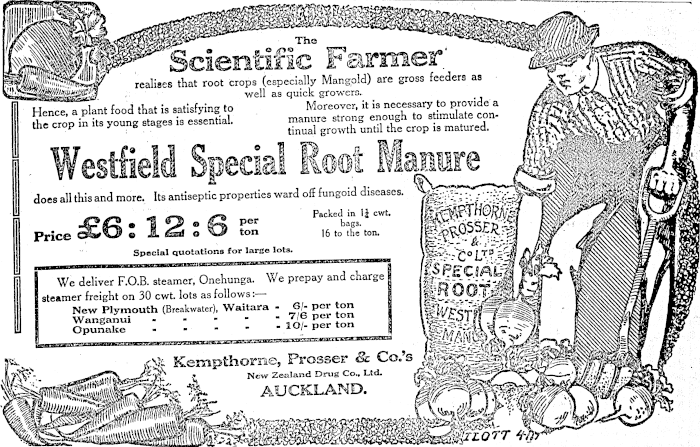 The
Scientific Farmer
realises that root crops (especially Mangold) are gross feeders as
well as quick growers.
Hence, a plant food that is satisfying to
the crop in its young stages is essential.
Moreover, it is necessary to provide a
manure strong enough to stimulate con-
tinual growth until the crop is matured.
Westfield Special Root Manure
does all this and more. Its antiseptic properties ward off fungoid diseases.
Price £6:12:6 per
ton
Packed in 1¼ cwt.
bags.
16 to the ton.
Special quotations for large lots.
We deliver F.O.B. steamer, Onehunga. We prepay and charge
steamer freight on 30 cwt. lots as follows:—
New Plymouth (Breakwater), Waitara - 6/- per ton
Wanganui - - - - 7/6 per ton
Opunake - - - - 10/- per ton
Kempthorne, Prosser & Co.'s
New Zealand Drug Co., Ltd.
AUCKLAND.
KEMPTHORNE
PROSSER
&
Co LTD
SPECIAL
ROOT
WESTF
MANU